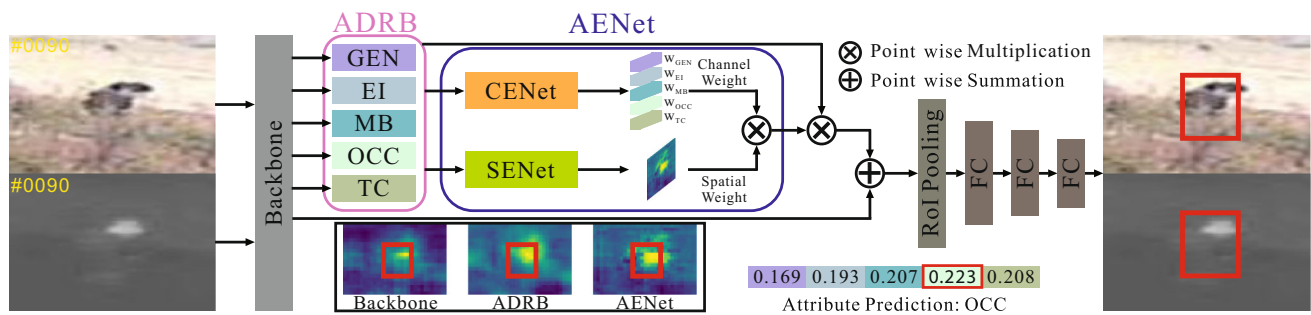 #0090
#0090
Backbone
ADRB
GEN
EI
MB
OCC
TC
AENet
CENet
SENet
W_GEN
W_EI
W_MB
W_OCC
W_TC
Channel
Weight
Spatial
Weight
Point wise Multiplication
Point wise Summation
RoI Pooling
FC
FC
FC
Backbone
ADRB
AENet
0.169 0.193 0.207 0.223 0.208
Attribute Prediction: OCC